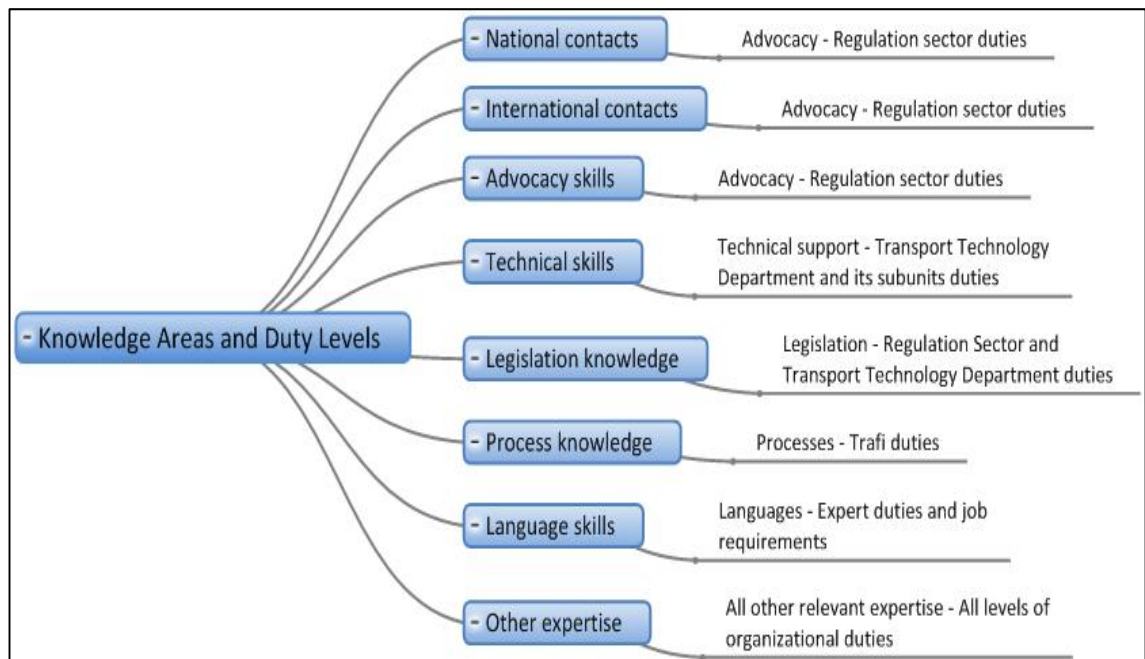 National contacts
Advocacy - Regulation sector duties
International contacts
Advocacy - Regulation sector duties
Advocacy skills
Advocacy - Regulation sector duties
Technical skills
Technical support - Transport Technology
Department and its subunits duties
Knowledge Areas and Duty Levels
Legislation knowledge
Legislation - Regulation Sector and
Transport Technology Department duties
Process knowledge
Processes - Trafi duties
Language skills
Languages - Expert duties and job
requirements
Other expertise
All other relevant expertise - All levels of
organizational duties